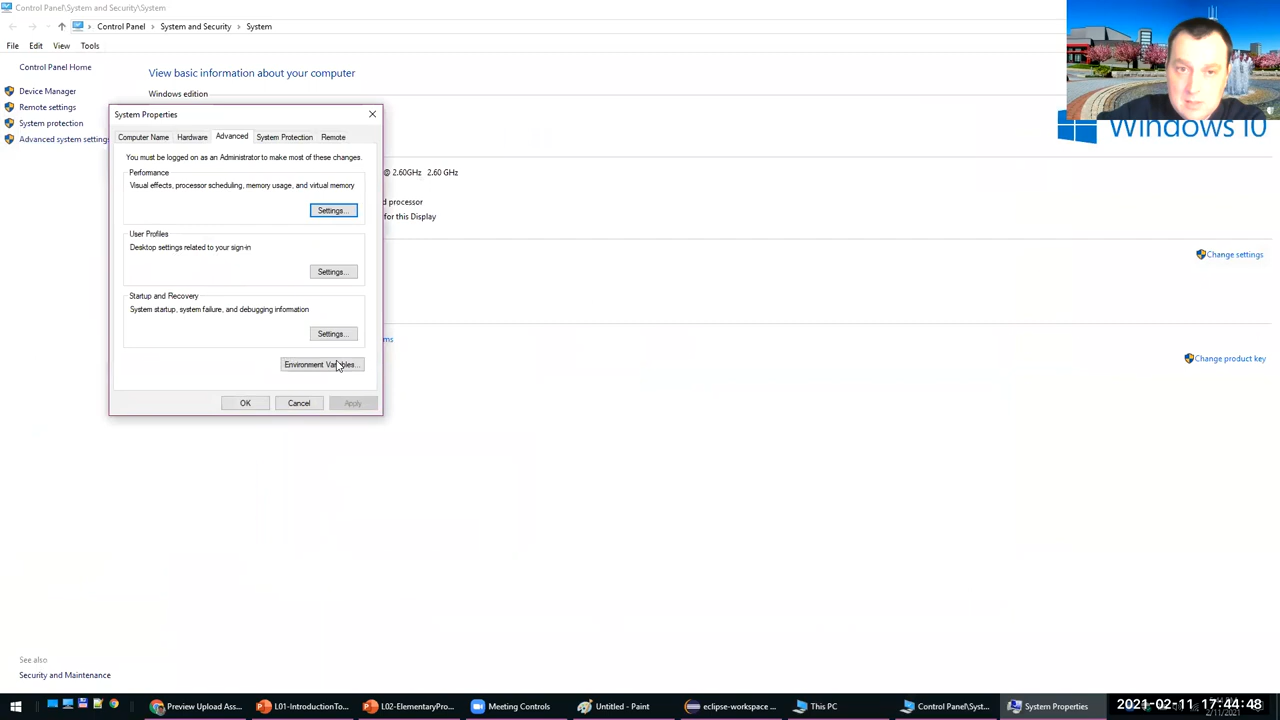 Control Panel\System and Security\System
Control Panel > System and Security > System
File Edit View Tools
Control Panel Home
Device Manager
Remote settings
System protection
Advanced system settings
View basic information about your computer
Windows edition
Windows 10
System Properties
Computer Name Hardware Advanced System Protection Remote
You must be logged on as an Administrator to make most of these changes.
Performance
Visual effects, processor scheduling, memory usage, and virtual memory
Settings...
User Profiles
Desktop settings related to your sign-in
Settings...
Startup and Recovery
System startup, system failure, and debugging information
Settings...
Environment Variables...
OK Cancel Apply
@ 2.60GHz 2.60 GHz
d processor
for this Display
Change settings
ms
Change product key
See also
Security and Maintenance
Preview Upload Ass...
L01-IntroductionTo...
L02-ElementaryPro...
Meeting Controls
Untitled - Paint
eclipse-workspace ...
This PC
Control Panel\Syst...
System Properties
2021-02-11 17:44:48
2/11/2021